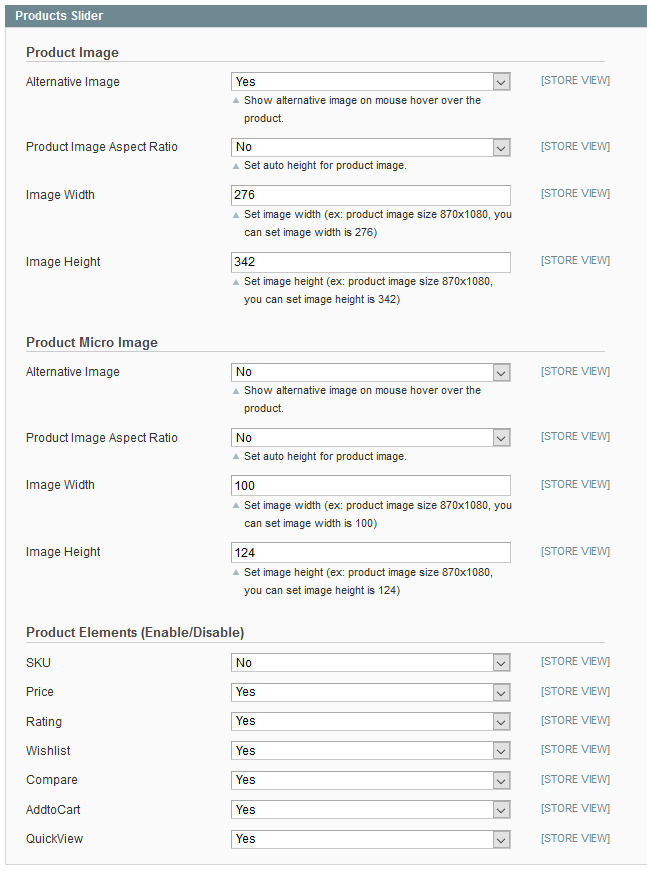 Products Slider
Product Image
Alternative Image Yes [STORE VIEW]
Show alternative image on mouse hover over the
product.
Product Image Aspect Ratio No [STORE VIEW]
Set auto height for product image.
Image Width 276 [STORE VIEW]
Set image width (ex: product image size 870x1080, you
can set image width is 276)
Image Height 342 [STORE VIEW]
Set image height (ex: product image size 870x1080,
you can set image height is 342)
Product Micro Image
Alternative Image No [STORE VIEW]
Show alternative image on mouse hover over the
product.
Product Image Aspect Ratio No [STORE VIEW]
Set auto height for product image.
Image Width 100 [STORE VIEW]
Set image width (ex: product image size 870x1080, you
can set image width is 100)
Image Height 124 [STORE VIEW]
Set image height (ex: product image size 870x1080,
you can set image height is 124)
Product Elements (Enable/Disable)
SKU No [STORE VIEW]
Price Yes [STORE VIEW]
Rating Yes [STORE VIEW]
Wishlist Yes [STORE VIEW]
Compare Yes [STORE VIEW]
AddtoCart Yes [STORE VIEW]
QuickView Yes [STORE VIEW]